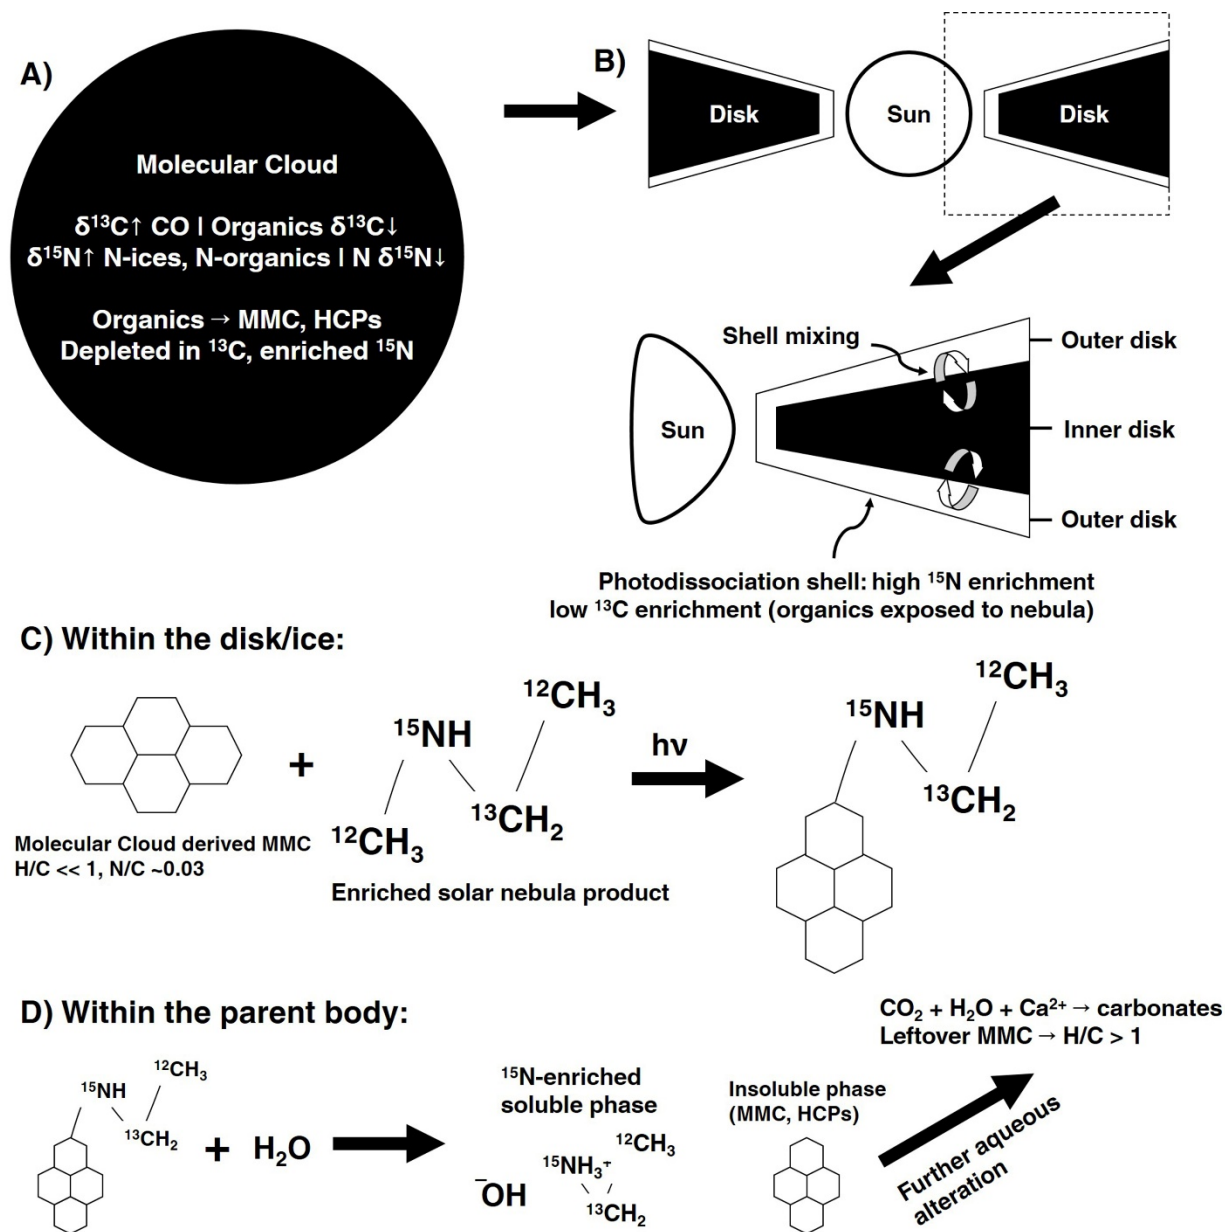 A)
Molecular Cloud
δ¹³C↑ CO | Organics δ¹³C↓
δ¹⁵N↑ N-ices, N-organics | N δ¹⁵N↓
Organics → MMC, HCPs
Depleted in ¹³C, enriched ¹⁵N
B)
Disk
Sun
Disk
Shell mixing
Outer disk
Sun
Inner disk
Outer disk
Photodissociation shell: high ¹⁵N enrichment
low ¹³C enrichment (organics exposed to nebula)
C) Within the disk/ice:
+
¹²CH₃
¹⁵NH
¹³CH₂
¹²CH₃
hν
¹²CH₃
¹⁵NH
¹³CH₂
Molecular Cloud derived MMC
H/C << 1, N/C ~0.03
Enriched solar nebula product
D) Within the parent body:
CO₂ + H₂O + Ca²⁺ → carbonates
Leftover MMC → H/C > 1
¹²CH₃
¹⁵NH
¹³CH₂
+
H₂O
¹⁵N-enriched
soluble phase
¹²CH₃
¹⁵NH₃⁺
¹³CH₂
⁻OH
Insoluble phase
(MMC, HCPs)
Further aqueous
alteration